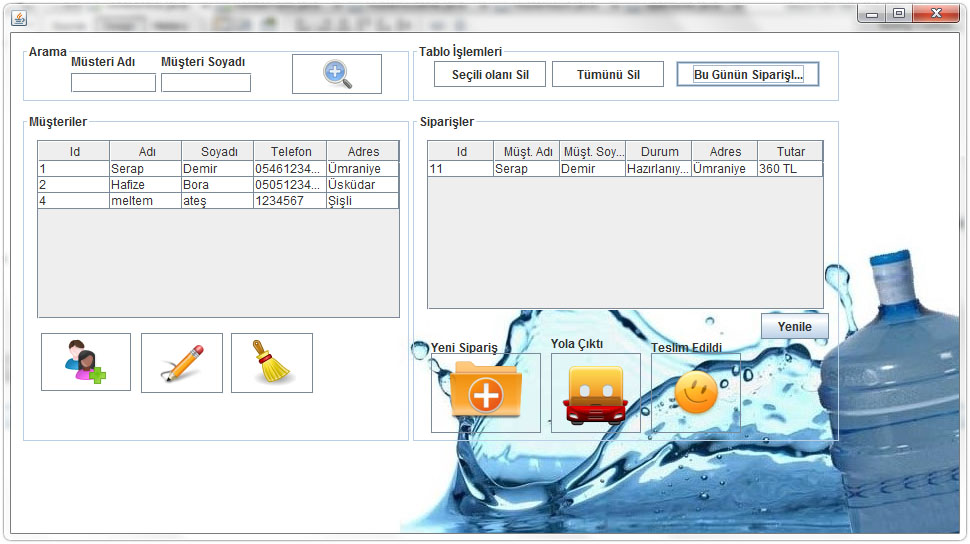 Arama
Müsteri Adı
Müşteri Soyadı
Tablo İşlemleri
Seçili olanı Sil
Tümünü Sil
Bu Günün Siparişl...
Müşteriler
Id Adı Soyadı Telefon Adres
1 Serap Demir 05461234... Ümraniye
2 Hafize Bora 05051234... Üsküdar
4 meltem ateş 1234567 Şişli
Siparişler
Id Müşt. Adı Müşt. Soy... Durum Adres Tutar
11 Serap Demir Hazırlanıy... Ümraniye 360 TL
Yenile
Yeni Sipariş
Yola Çıktı
Teslim Edildi